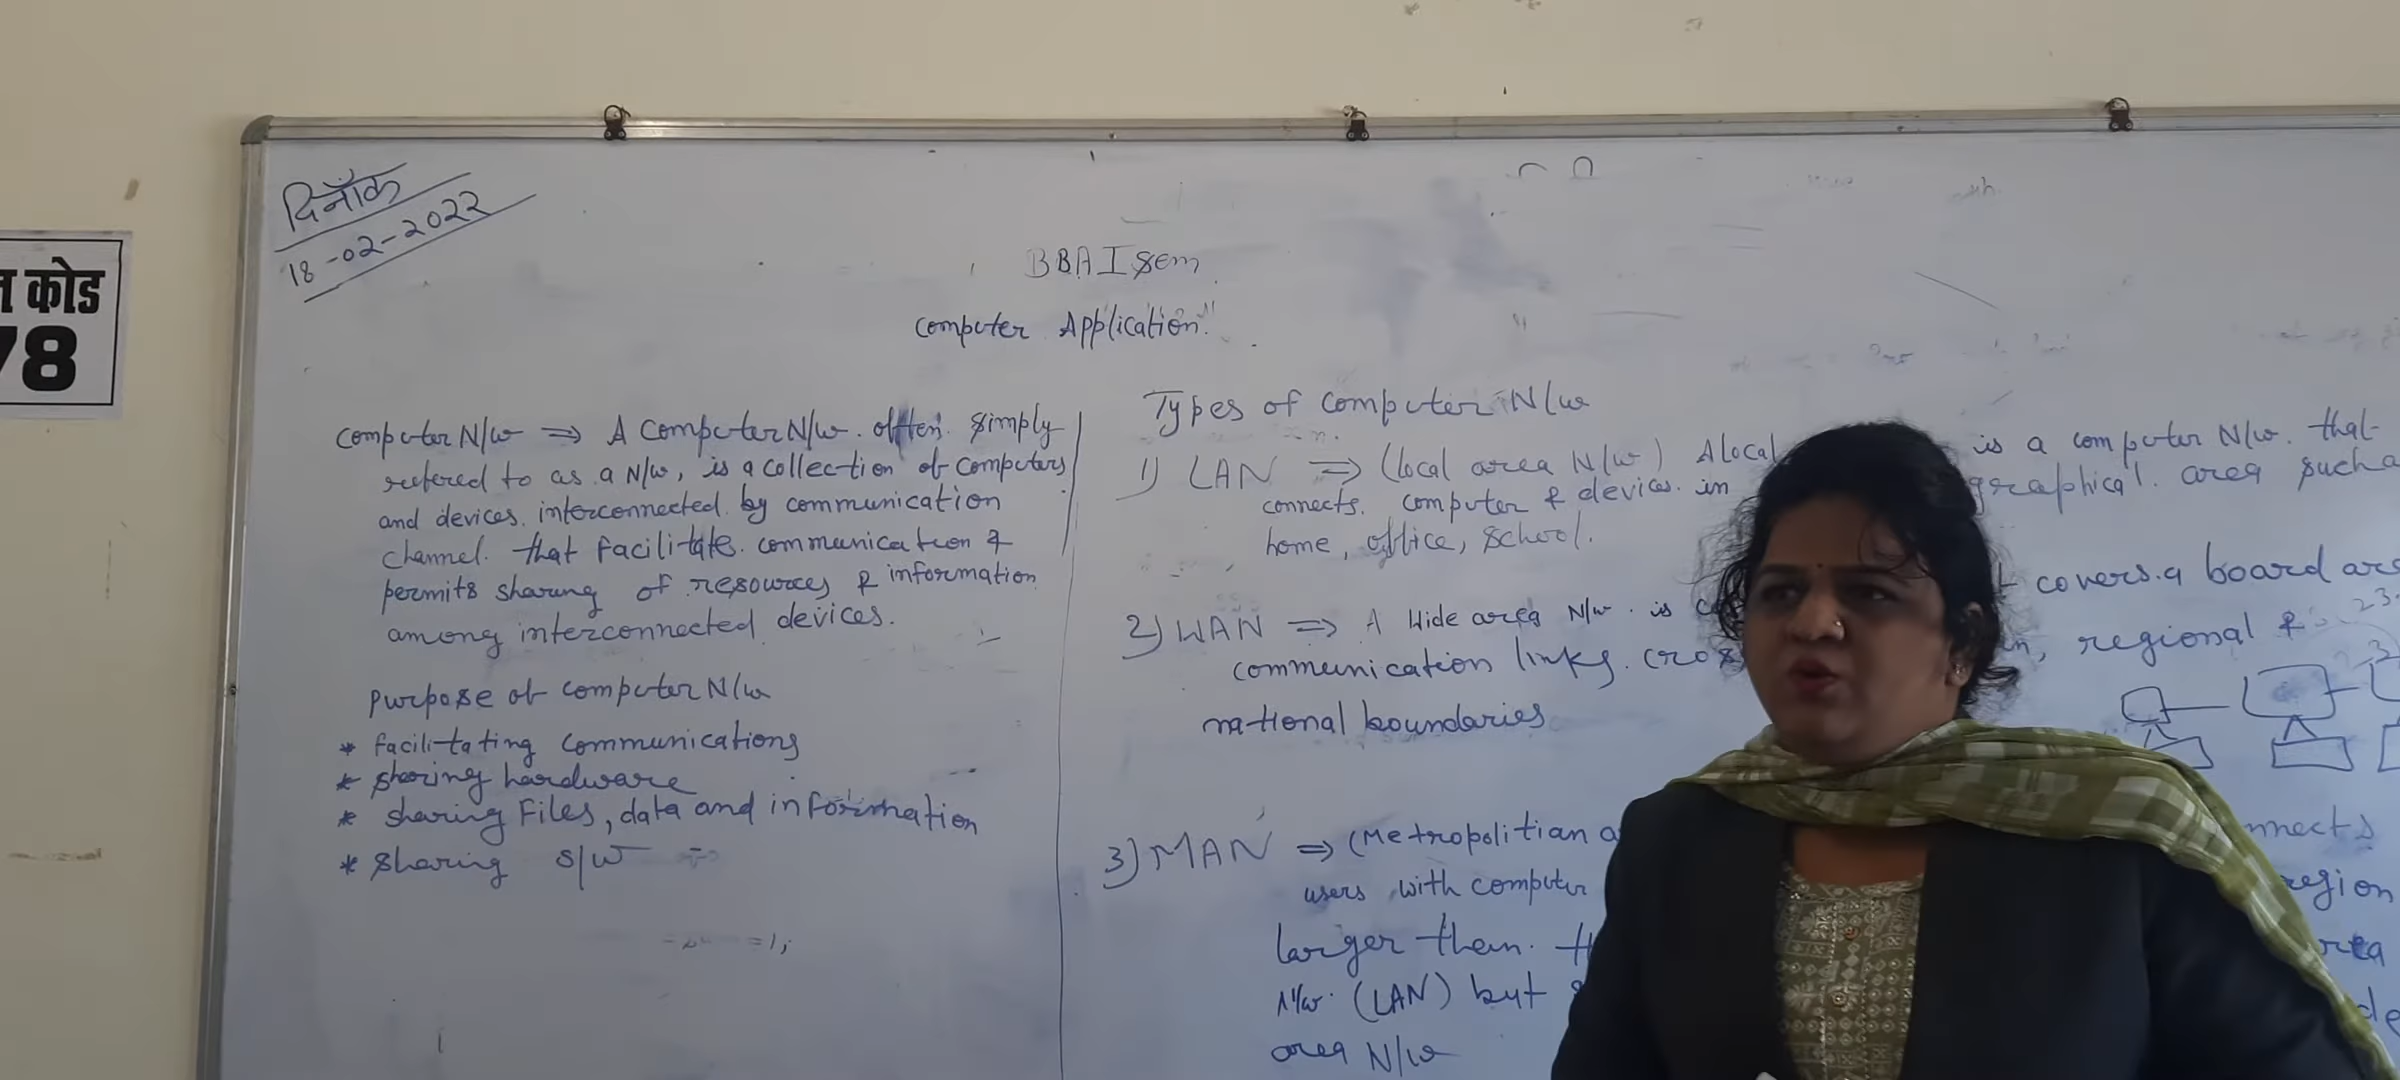 दिनाँक
18-02-2022
कोड
78
BBA I sem
Computer Application
Computer N/w ⇒ A Computer N/w often simply
refered to as a N/w, is a collection of computers
and devices interconnected by communication
channel that facilitates communication &
permits sharing of resources & information
among interconnected devices.
Purpose of computer N/w
* facilitating communications
* sharing hardware
* sharing files, data and information
* sharing s/w
Types of computer N/w
1) LAN ⇒ (local area N/w) A local is a computer N/w that
connects computer & devices in graphical area such a
home, office, school.
2) WAN ⇒ A Wide area N/w is covers a board are
communication links regional &
national boundaries
3) MAN ⇒ (Metropolitian nnects
users with computer region
larger then
N/w (LAN) but
area N/w